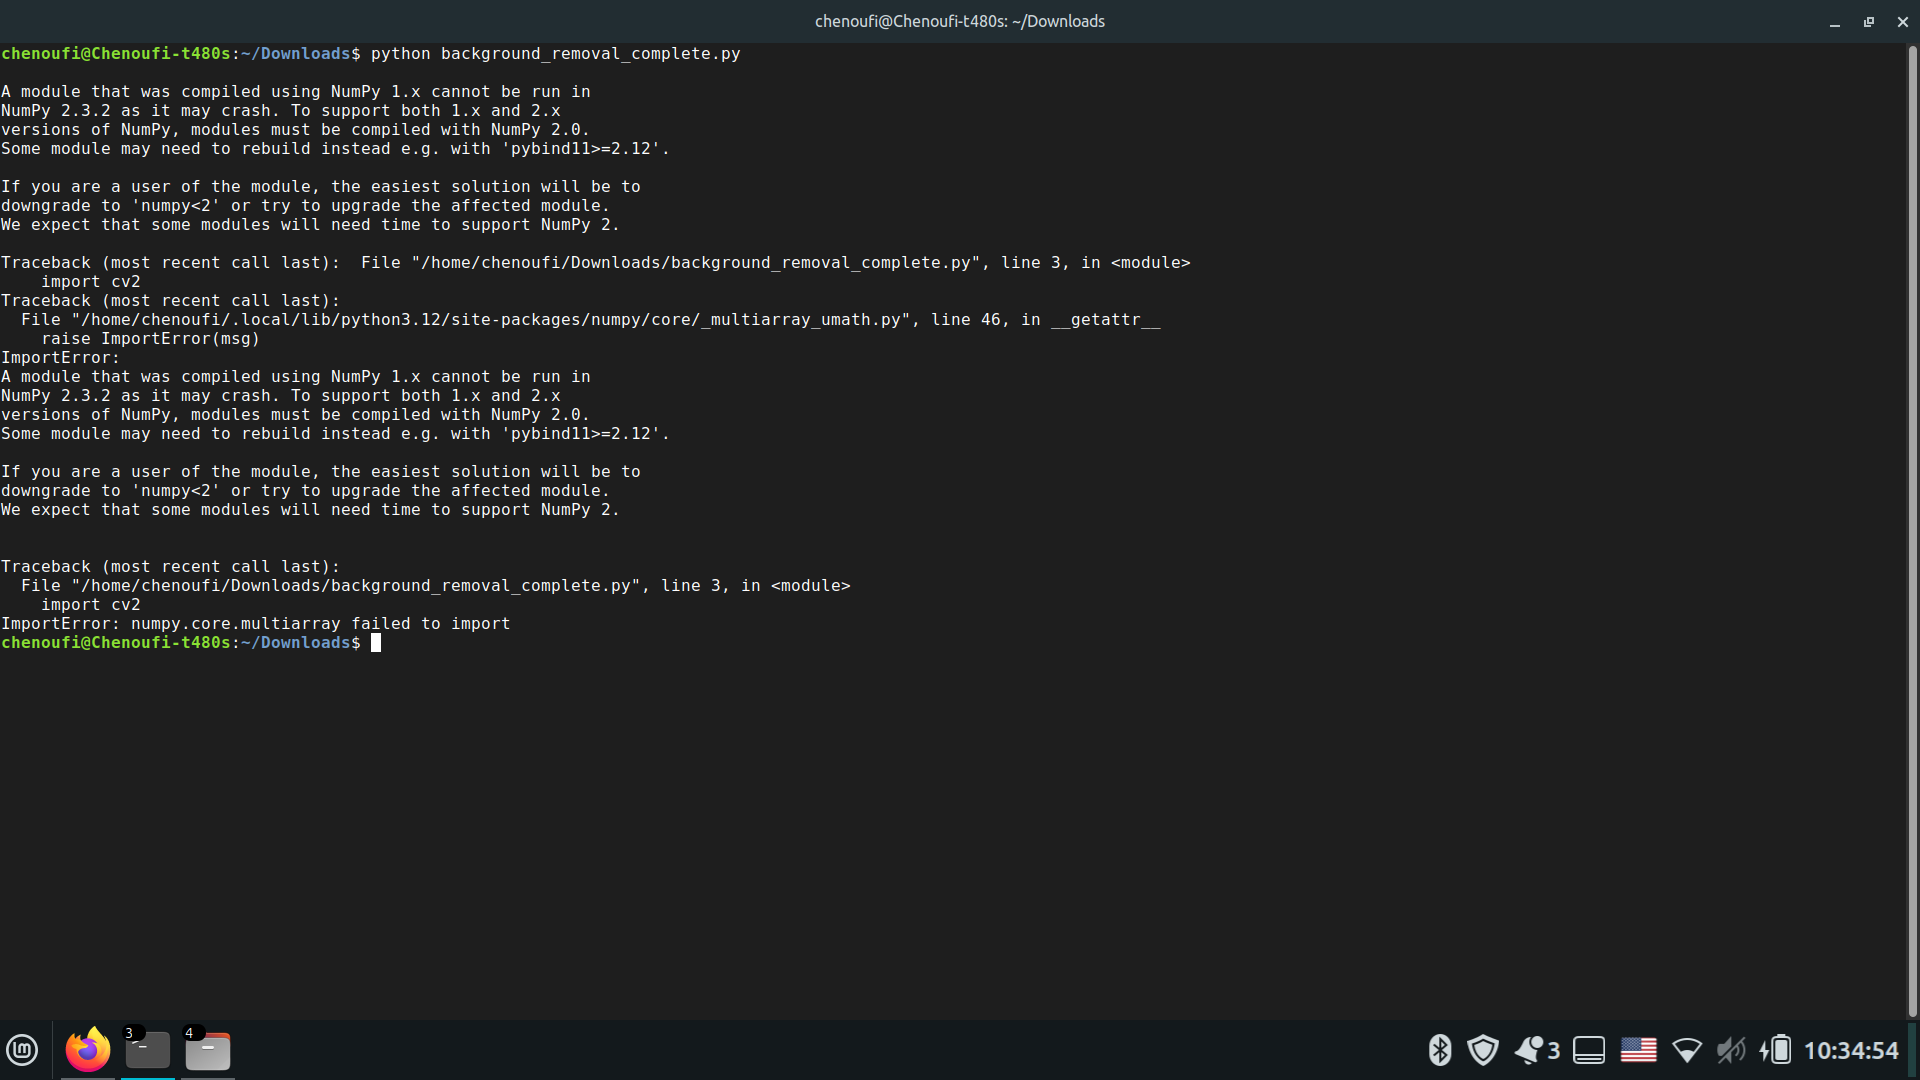 chenoufi@Chenoufi-t480s: ~/Downloads
chenoufi@Chenoufi-t480s:~/Downloads$ python background_removal_complete.py

A module that was compiled using NumPy 1.x cannot be run in
NumPy 2.3.2 as it may crash. To support both 1.x and 2.x
versions of NumPy, modules must be compiled with NumPy 2.0.
Some module may need to rebuild instead e.g. with 'pybind11>=2.12'.

If you are a user of the module, the easiest solution will be to
downgrade to 'numpy<2' or try to upgrade the affected module.
We expect that some modules will need time to support NumPy 2.

Traceback (most recent call last):  File "/home/chenoufi/Downloads/background_removal_complete.py", line 3, in <module>
    import cv2
Traceback (most recent call last):
  File "/home/chenoufi/.local/lib/python3.12/site-packages/numpy/core/_multiarray_umath.py", line 46, in __getattr__
    raise ImportError(msg)
ImportError:
A module that was compiled using NumPy 1.x cannot be run in
NumPy 2.3.2 as it may crash. To support both 1.x and 2.x
versions of NumPy, modules must be compiled with NumPy 2.0.
Some module may need to rebuild instead e.g. with 'pybind11>=2.12'.

If you are a user of the module, the easiest solution will be to
downgrade to 'numpy<2' or try to upgrade the affected module.
We expect that some modules will need time to support NumPy 2.


Traceback (most recent call last):
  File "/home/chenoufi/Downloads/background_removal_complete.py", line 3, in <module>
    import cv2
ImportError: numpy.core.multiarray failed to import
chenoufi@Chenoufi-t480s:~/Downloads$
3 4 3 10:34:54